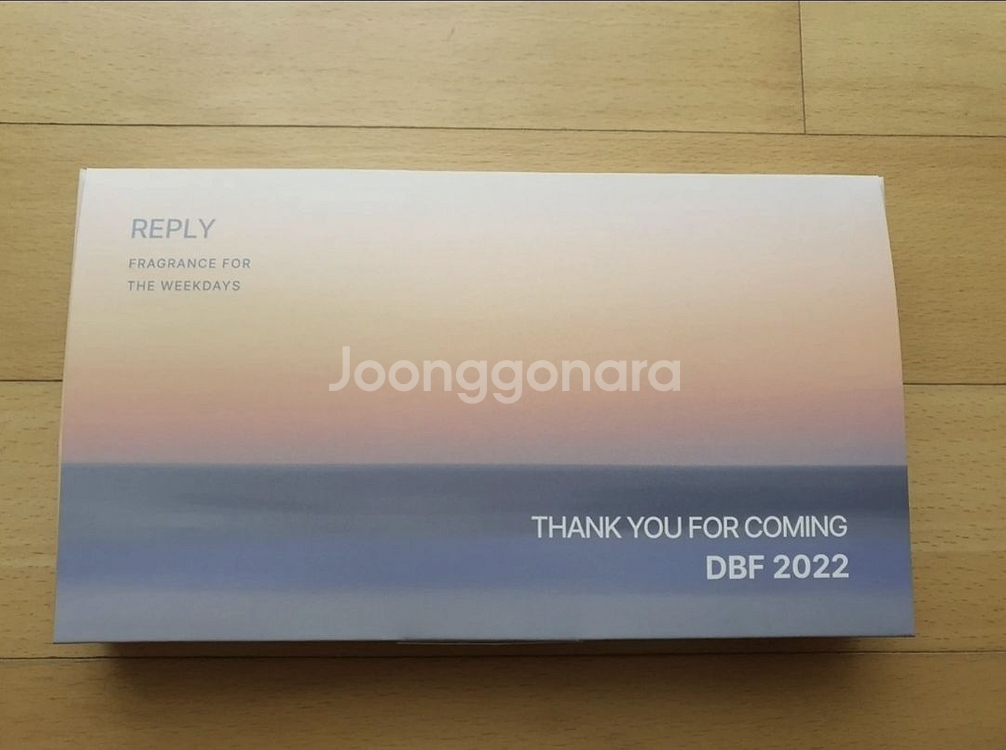 REPLY
FRAGRANCE FOR
THE WEEKDAYS
Joonggonara
THANK YOU FOR COMING
DBF 2022